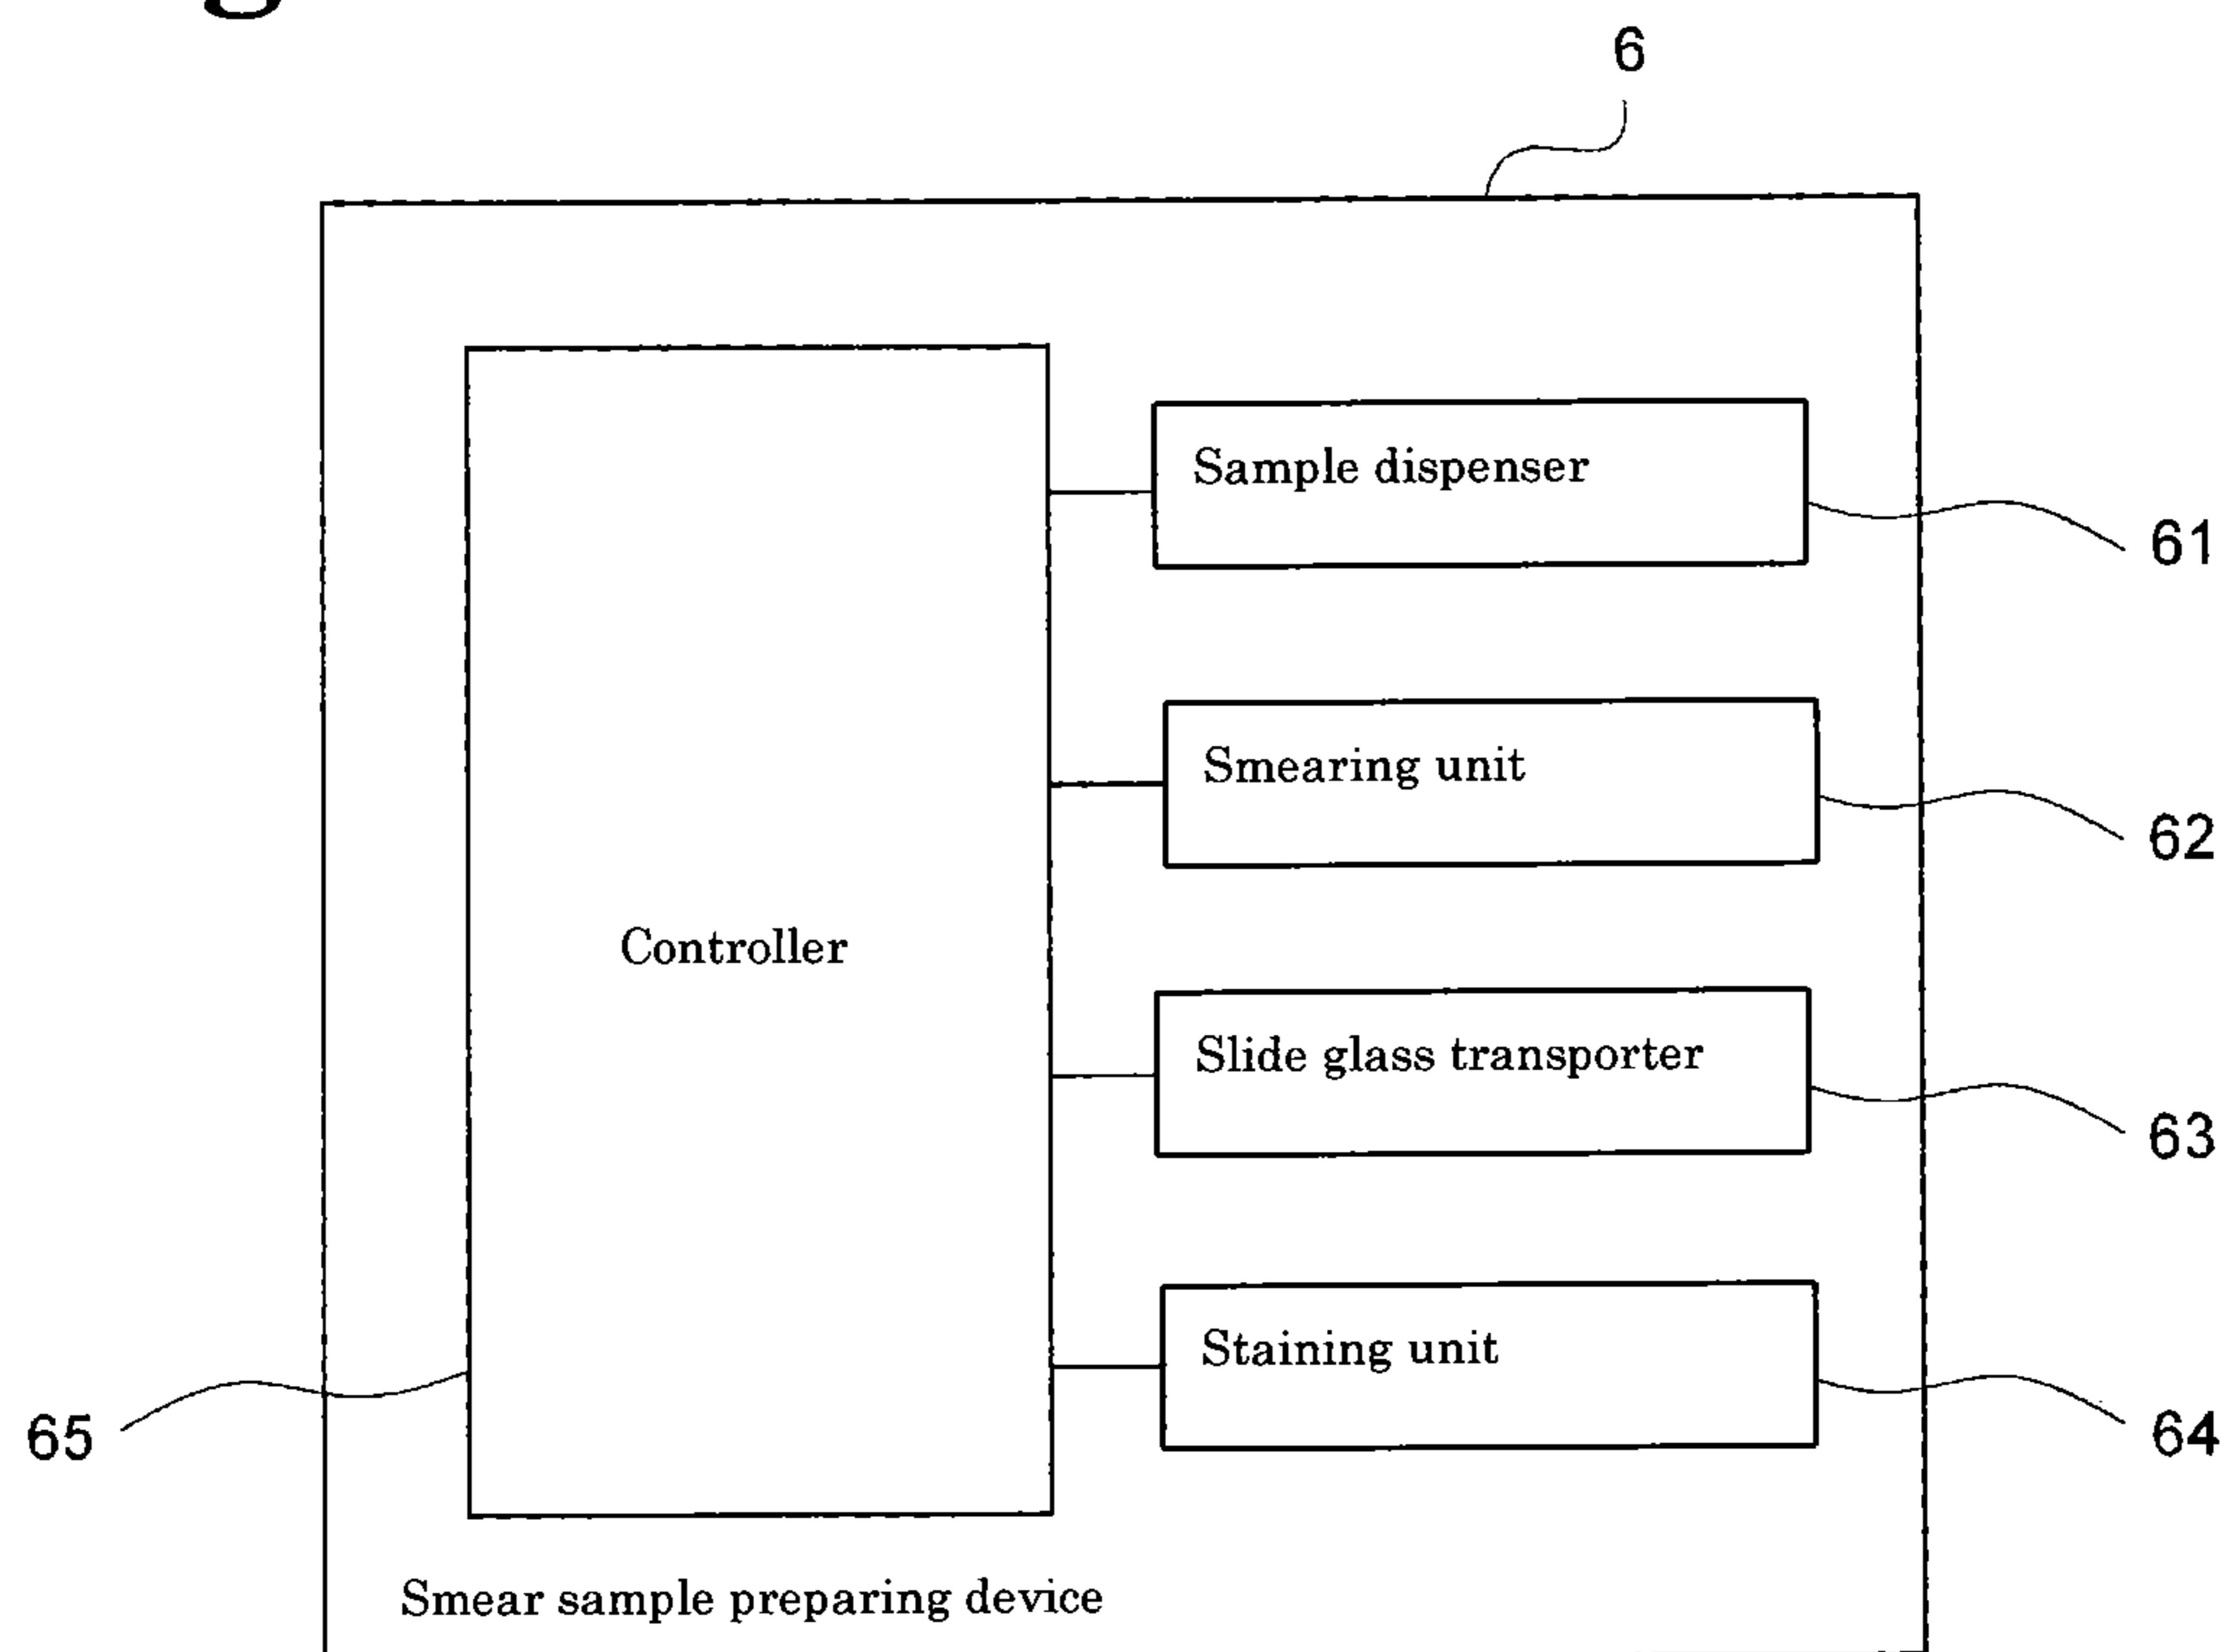 6
Sample dispenser
61
Smearing unit
62
Controller
Slide glass transporter
63
Staining unit
64
65
Smear sample preparing device